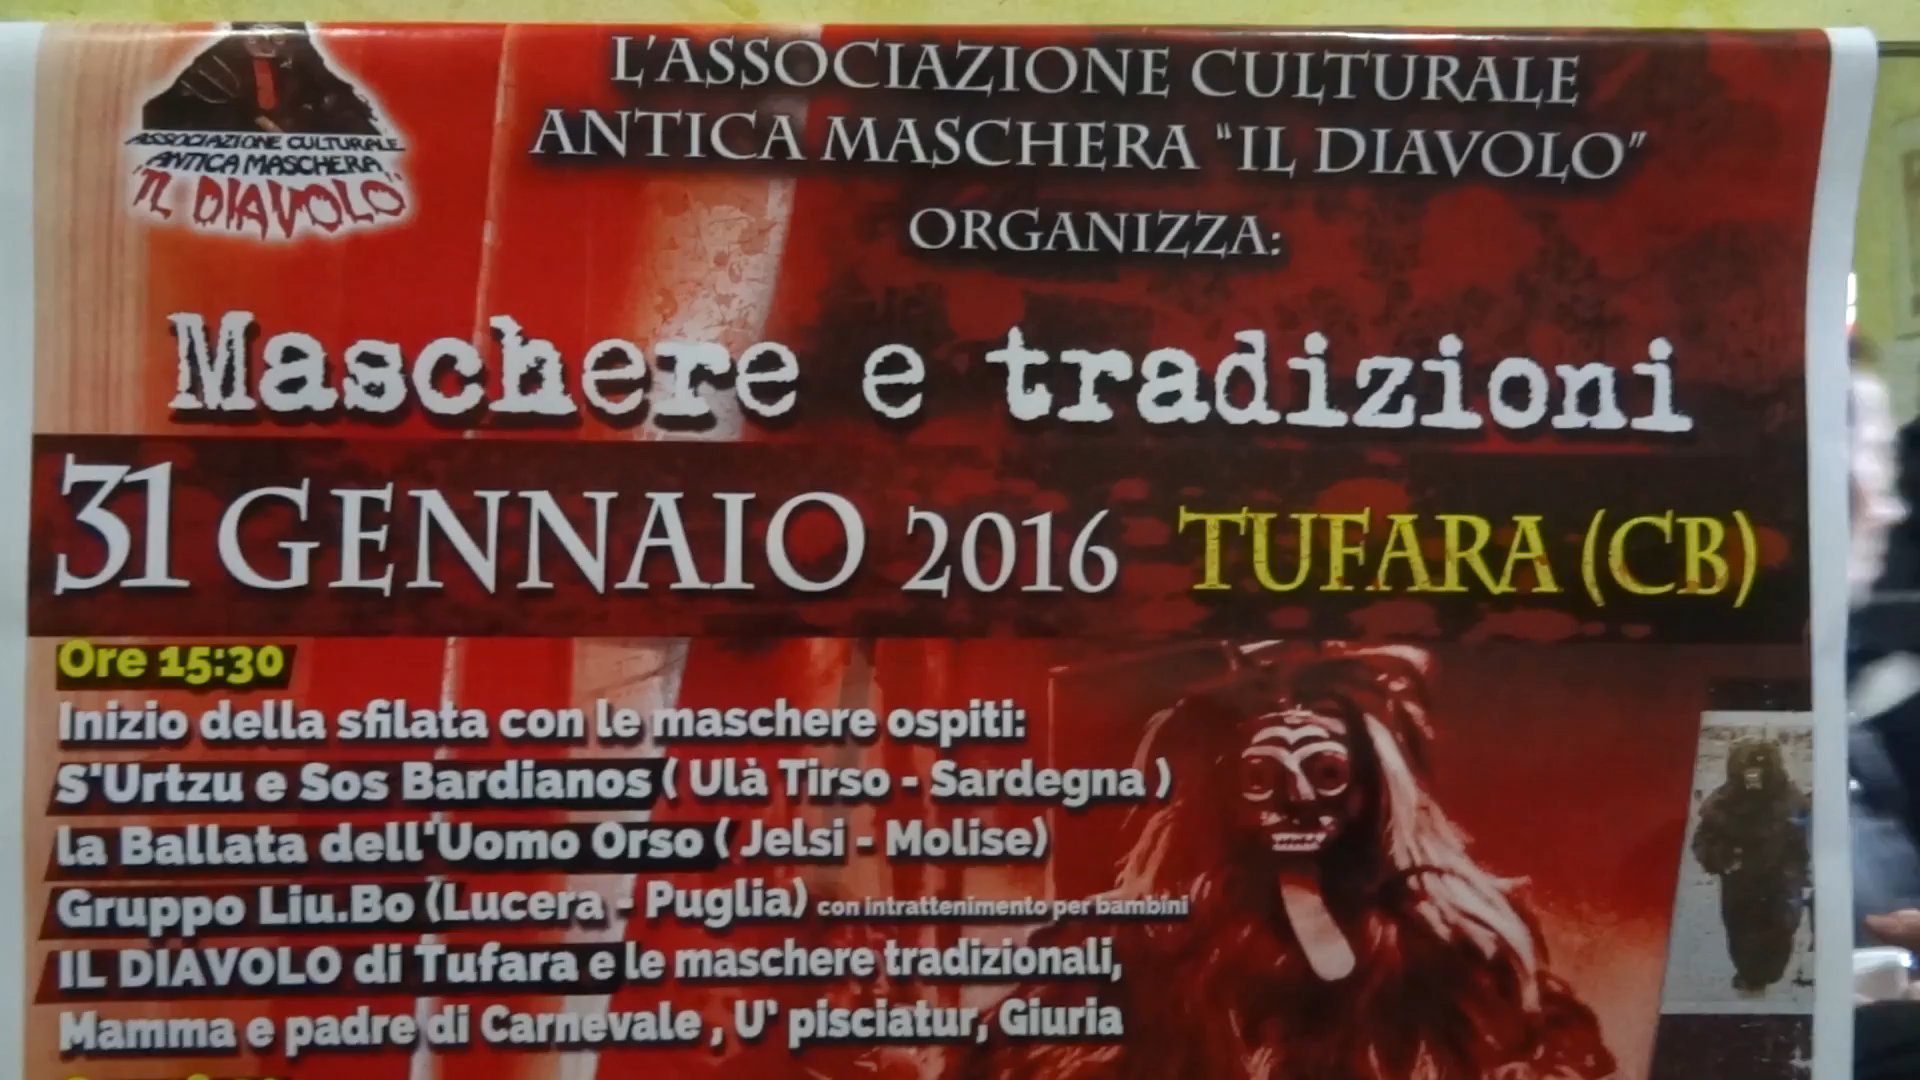 ASSOCIAZIONE CULTURALE
ANTICA MASCHERA
"IL DIAVOLO"
L'ASSOCIAZIONE CULTURALE
ANTICA MASCHERA "IL DIAVOLO"
ORGANIZZA:
Maschere e tradizioni
31 GENNAIO 2016 TUFARA (CB)
Ore 15:30
Inizio della sfilata con le maschere ospiti:
S'Urtzu e Sos Bardianos ( Ulà Tirso - Sardegna )
la Ballata dell'Uomo Orso ( Jelsi - Molise)
Gruppo Liu.Bo (Lucera - Puglia) con intrattenimento per bambini
IL DIAVOLO di Tufara e le maschere tradizionali,
Mamma e padre di Carnevale , U' pisciatur, Giuria